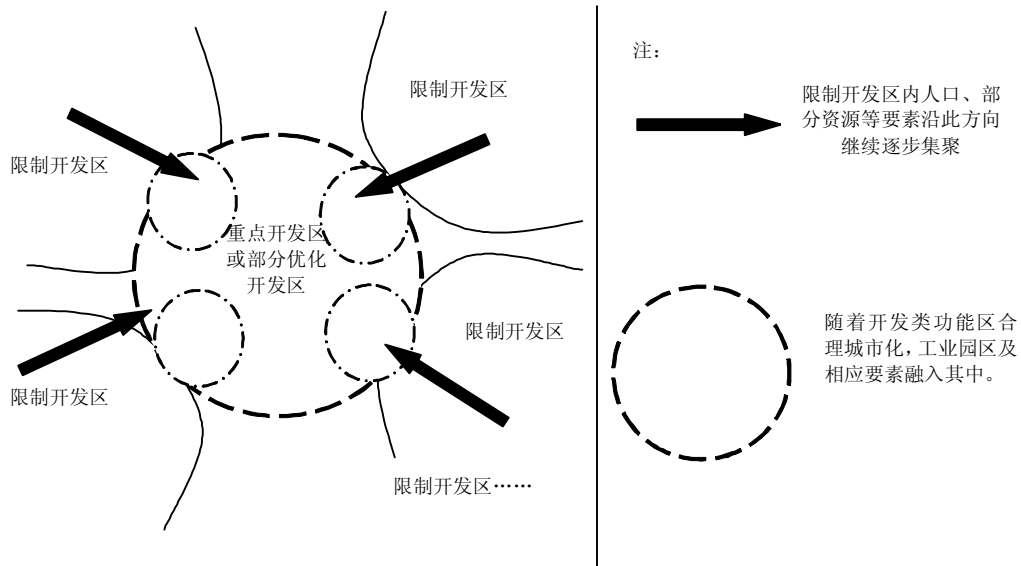 限制开发区
限制开发区
重点开发区
或部分优化
开发区
限制开发区
限制开发区
限制开发区……
注：
限制开发区内人口、部
分资源等要素沿此方向
继续逐步集聚
随着开发类功能区合
理城市化，工业园区及
相应要素融入其中。